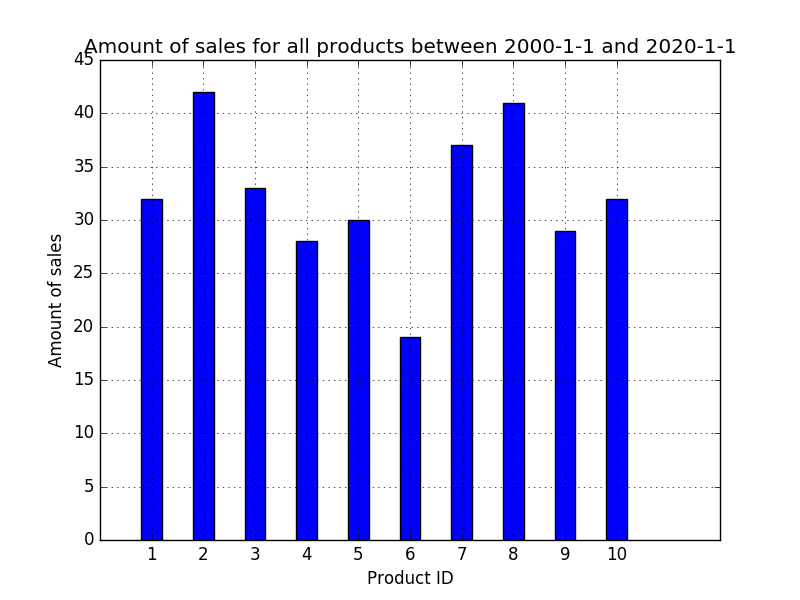 Amount of sales for all products between 2000-1-1 and 2020-1-1
45
40
35
30
25
20
15
10
5
0
Amount of sales
1 2 3 4 5 6 7 8 9 10
Product ID